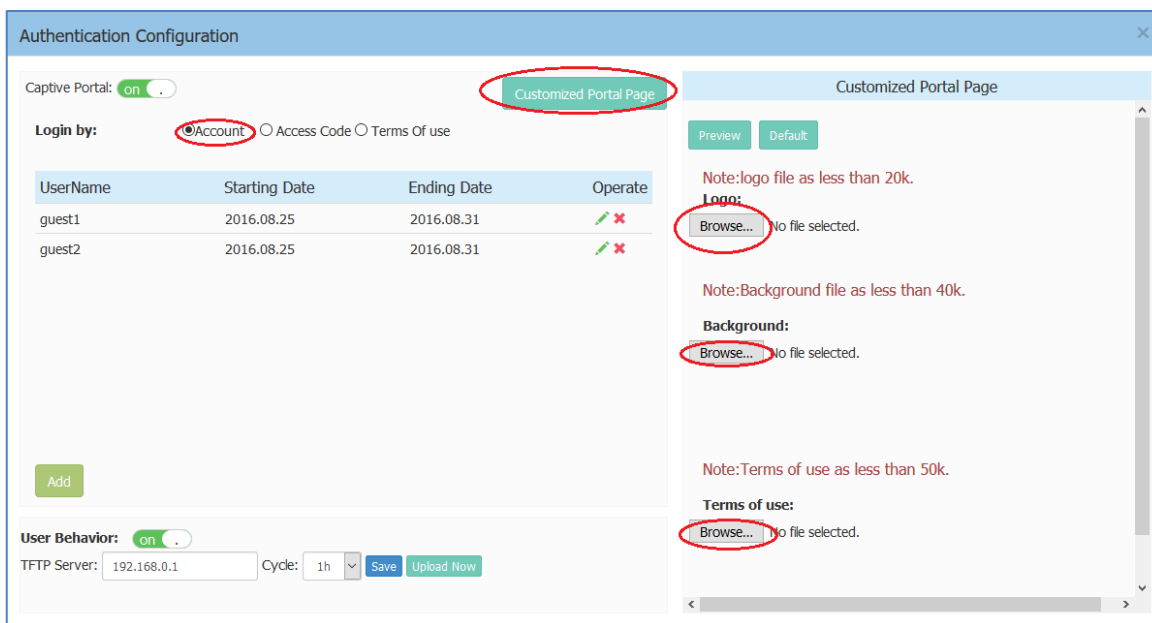 Authentication Configuration
Captive Portal: on .
Customized Portal Page
Login by: Account Access Code Terms Of use
UserName Starting Date Ending Date Operate
guest1 2016.08.25 2016.08.31
guest2 2016.08.25 2016.08.31
Add
User Behavior: on .
TFTP Server: 192.168.0.1 Cycle: 1h Save Upload Now
Customized Portal Page
Preview Default
Note:logo file as less than 20k.
Logo:
Browse... No file selected.
Note:Background file as less than 40k.
Background:
Browse... No file selected.
Note:Terms of use as less than 50k.
Terms of use:
Browse... No file selected.